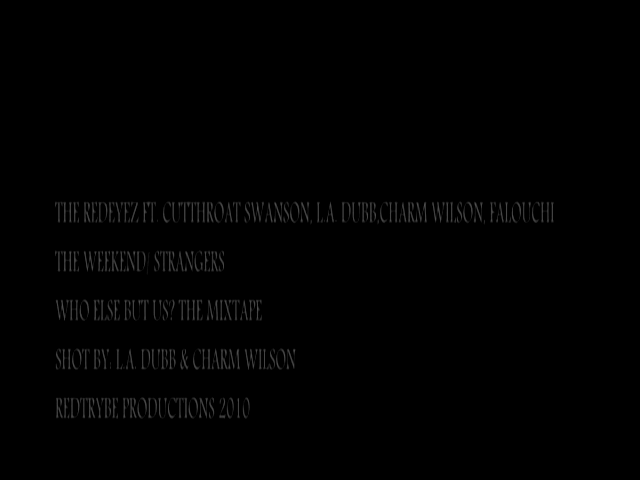 THE REDEYEZ FT. CUTTHROAT SWANSON, L.A. DUBB,CHARM WILSON, FALOUCHI
THE WEEKEND/ STRANGERS
WHO ELSE BUT US? THE MIXTAPE
SHOT BY: L.A. DUBB & CHARM WILSON
REDTRYBE PRODUCTIONS 2010